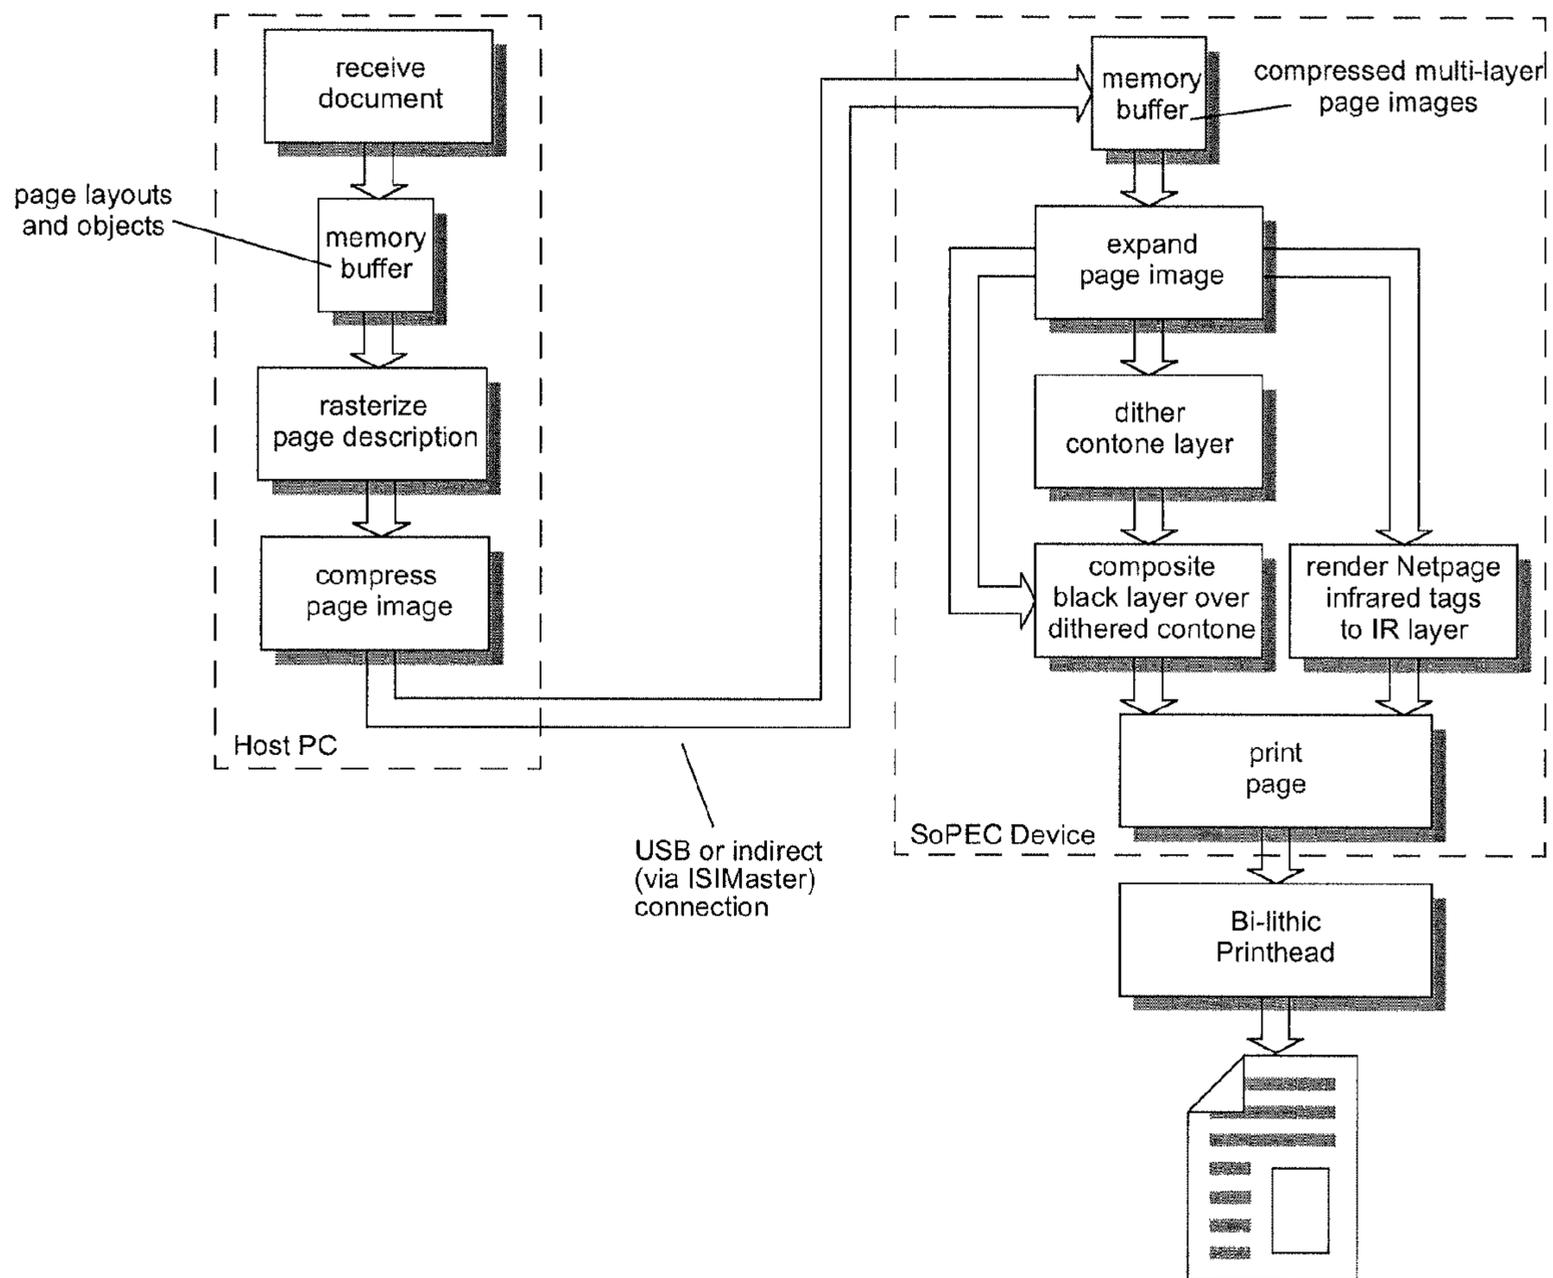 receive
document
page layouts
and objects
memory
buffer
rasterize
page description
compress
page image
Host PC
USB or indirect
(via ISIMaster)
connection
memory
buffer
compressed multi-layer
page images
expand
page image
dither
contone layer
composite
black layer over
dithered contone
render Netpage
infrared tags
to IR layer
print
page
SoPEC Device
Bi-lithic
Printhead